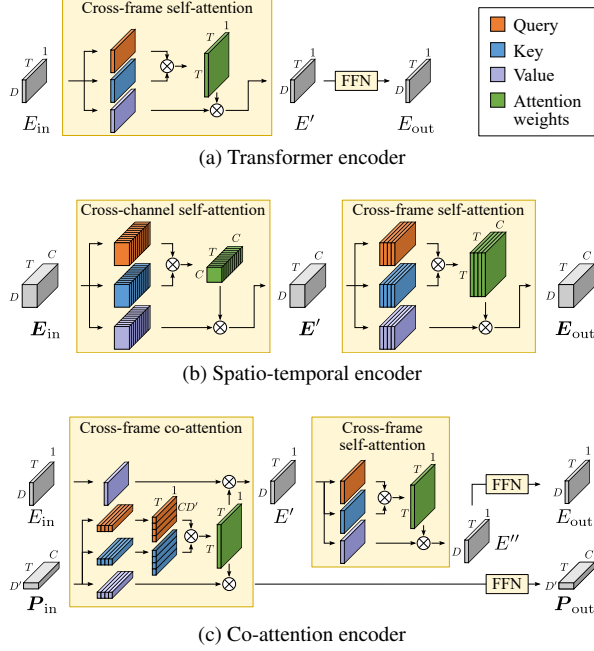 Cross-frame self-attention
D T 1
E_in
T T 1
D T 1
E′
FFN
D T 1
E_out
Query
Key
Value
Attention
weights
(a) Transformer encoder
Cross-channel self-attention
Cross-frame self-attention
D T C
E_in
C T C
D T C
E′
T T C
D T C
E_out
(b) Spatio-temporal encoder
Cross-frame co-attention
Cross-frame
self-attention
D T 1
E_in
T 1
CD′
T T 1
D T 1
E′
T T 1
D T 1
E′′
FFN
D T 1
E_out
D′ T C
P_in
FFN
D′ T C
P_out
(c) Co-attention encoder